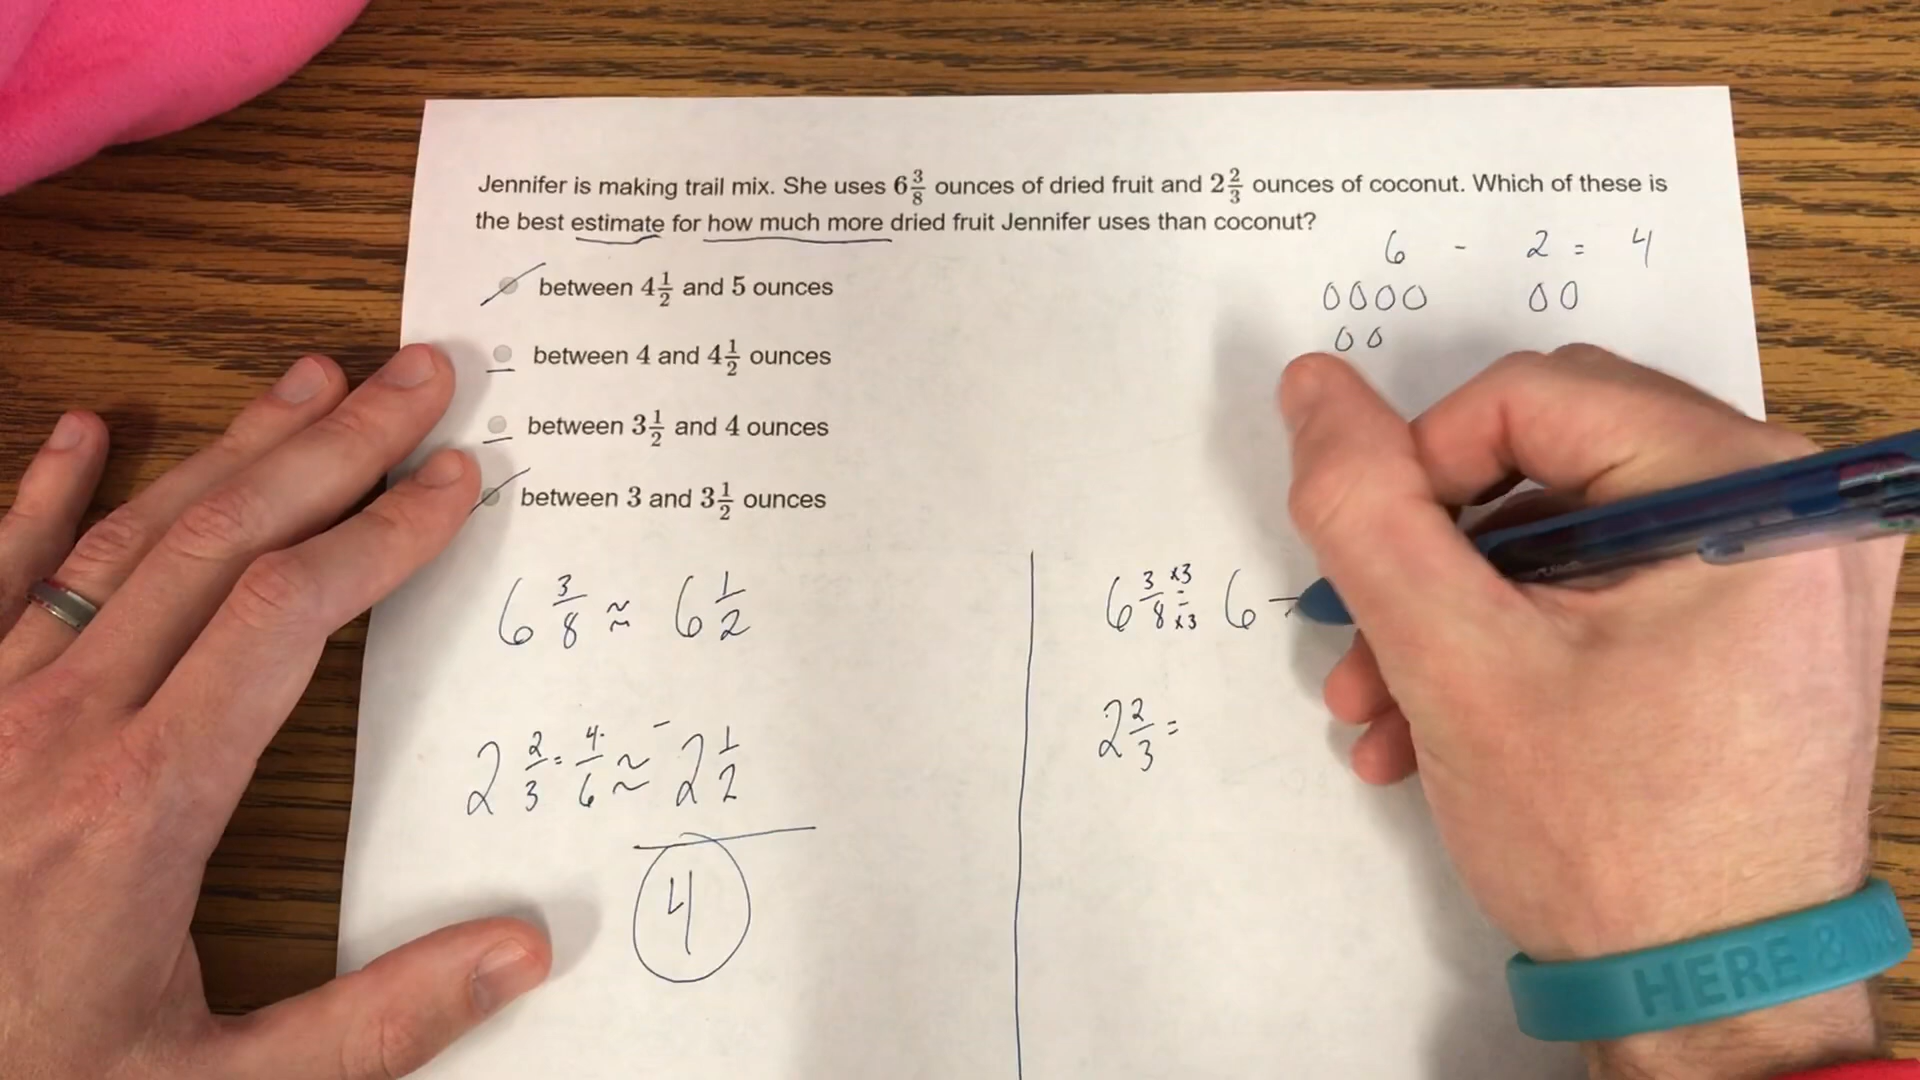 Jennifer is making trail mix. She uses 6 3/8 ounces of dried fruit and 2 2/3 ounces of coconut. Which of these is
the best estimate for how much more dried fruit Jennifer uses than coconut?
6 - 2 = 4
0000 00
00
between 4 1/2 and 5 ounces
between 4 and 4 1/2 ounces
between 3 1/2 and 4 ounces
between 3 and 3 1/2 ounces
6 3/8 ≈ 6 1/2
2 2/3 = 4/6 ≈ - 2 1/2
4
6 3/8 ×3/×3 = 6
2 2/3 =
HERE &